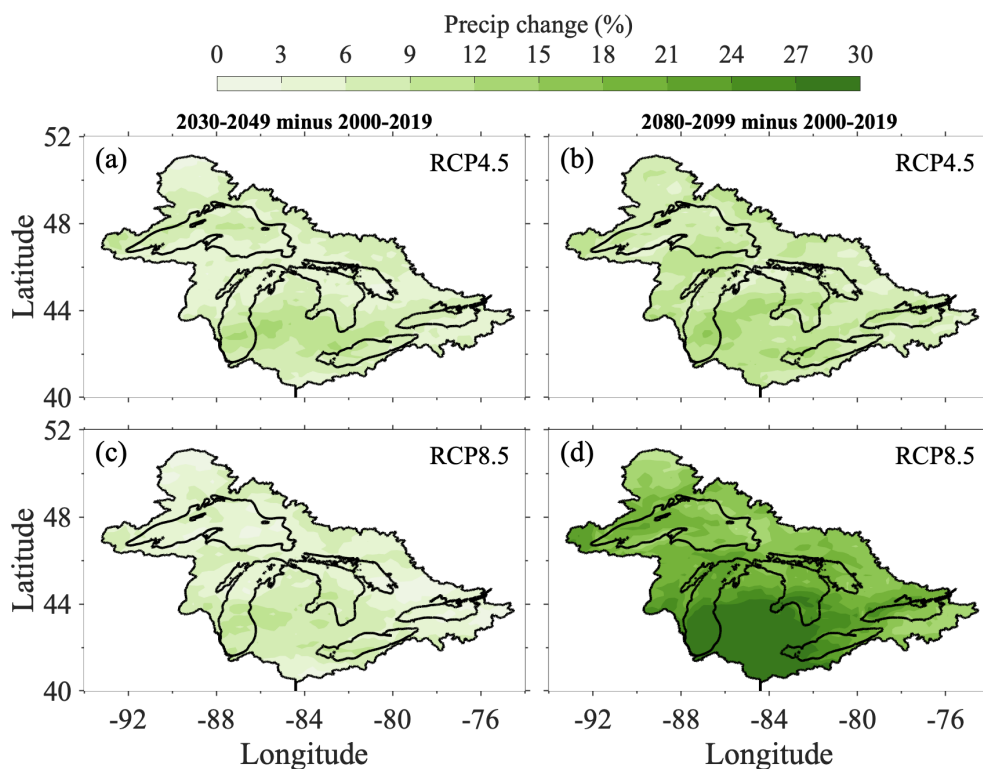 Precip change (%)
0 3 6 9 12 15 18 21 24 27 30
2030-2049 minus 2000-2019
2080-2099 minus 2000-2019
52
48
44
40
Latitude
(a)
RCP4.5
(b)
RCP4.5
52
48
44
40
Latitude
(c)
RCP8.5
(d)
RCP8.5
-92 -88 -84 -80 -76
-92 -88 -84 -80 -76
Longitude
Longitude